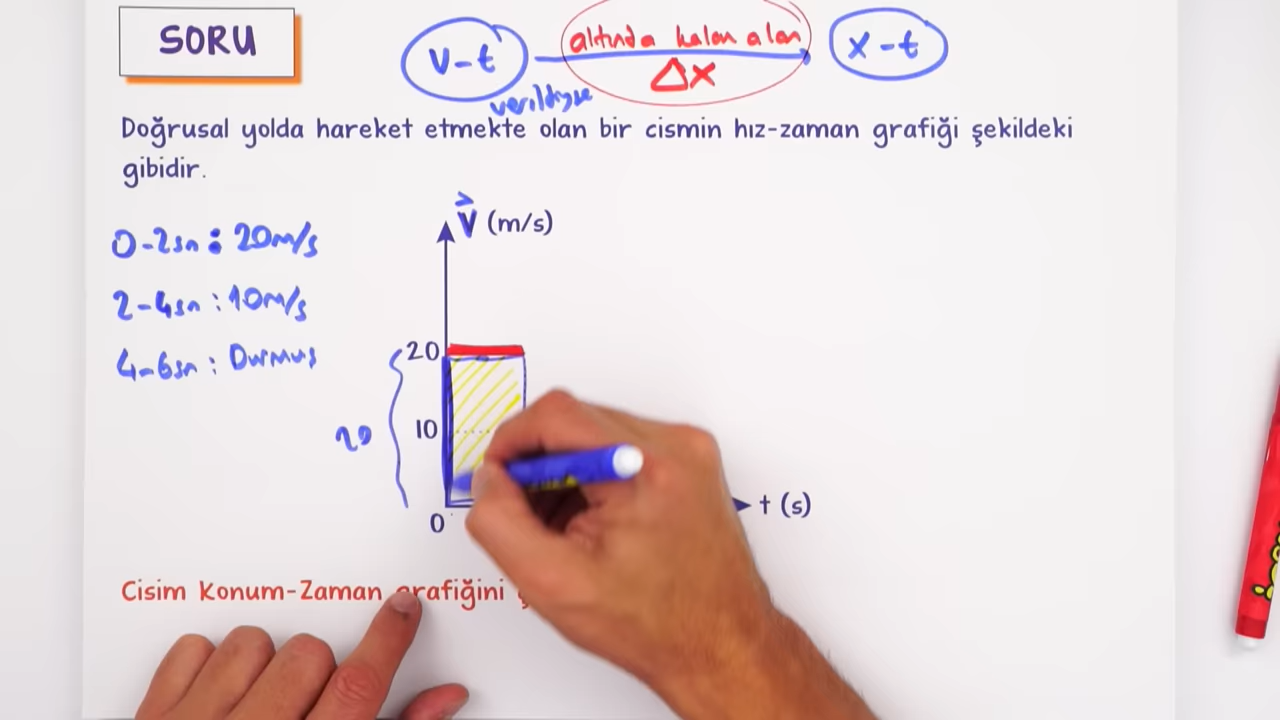 SORU
V-t
altında kalan alan
Δx
x-t
verildiyse
Doğrusal yolda hareket etmekte olan bir cismin hız-zaman grafiği şekildeki
gibidir.
0-2sn : 20m/s
2-4sn : 10m/s
4-6sn : Durmuş
V (m/s)
20
20
10
0
t (s)
Cisim Konum-Zaman grafiğini